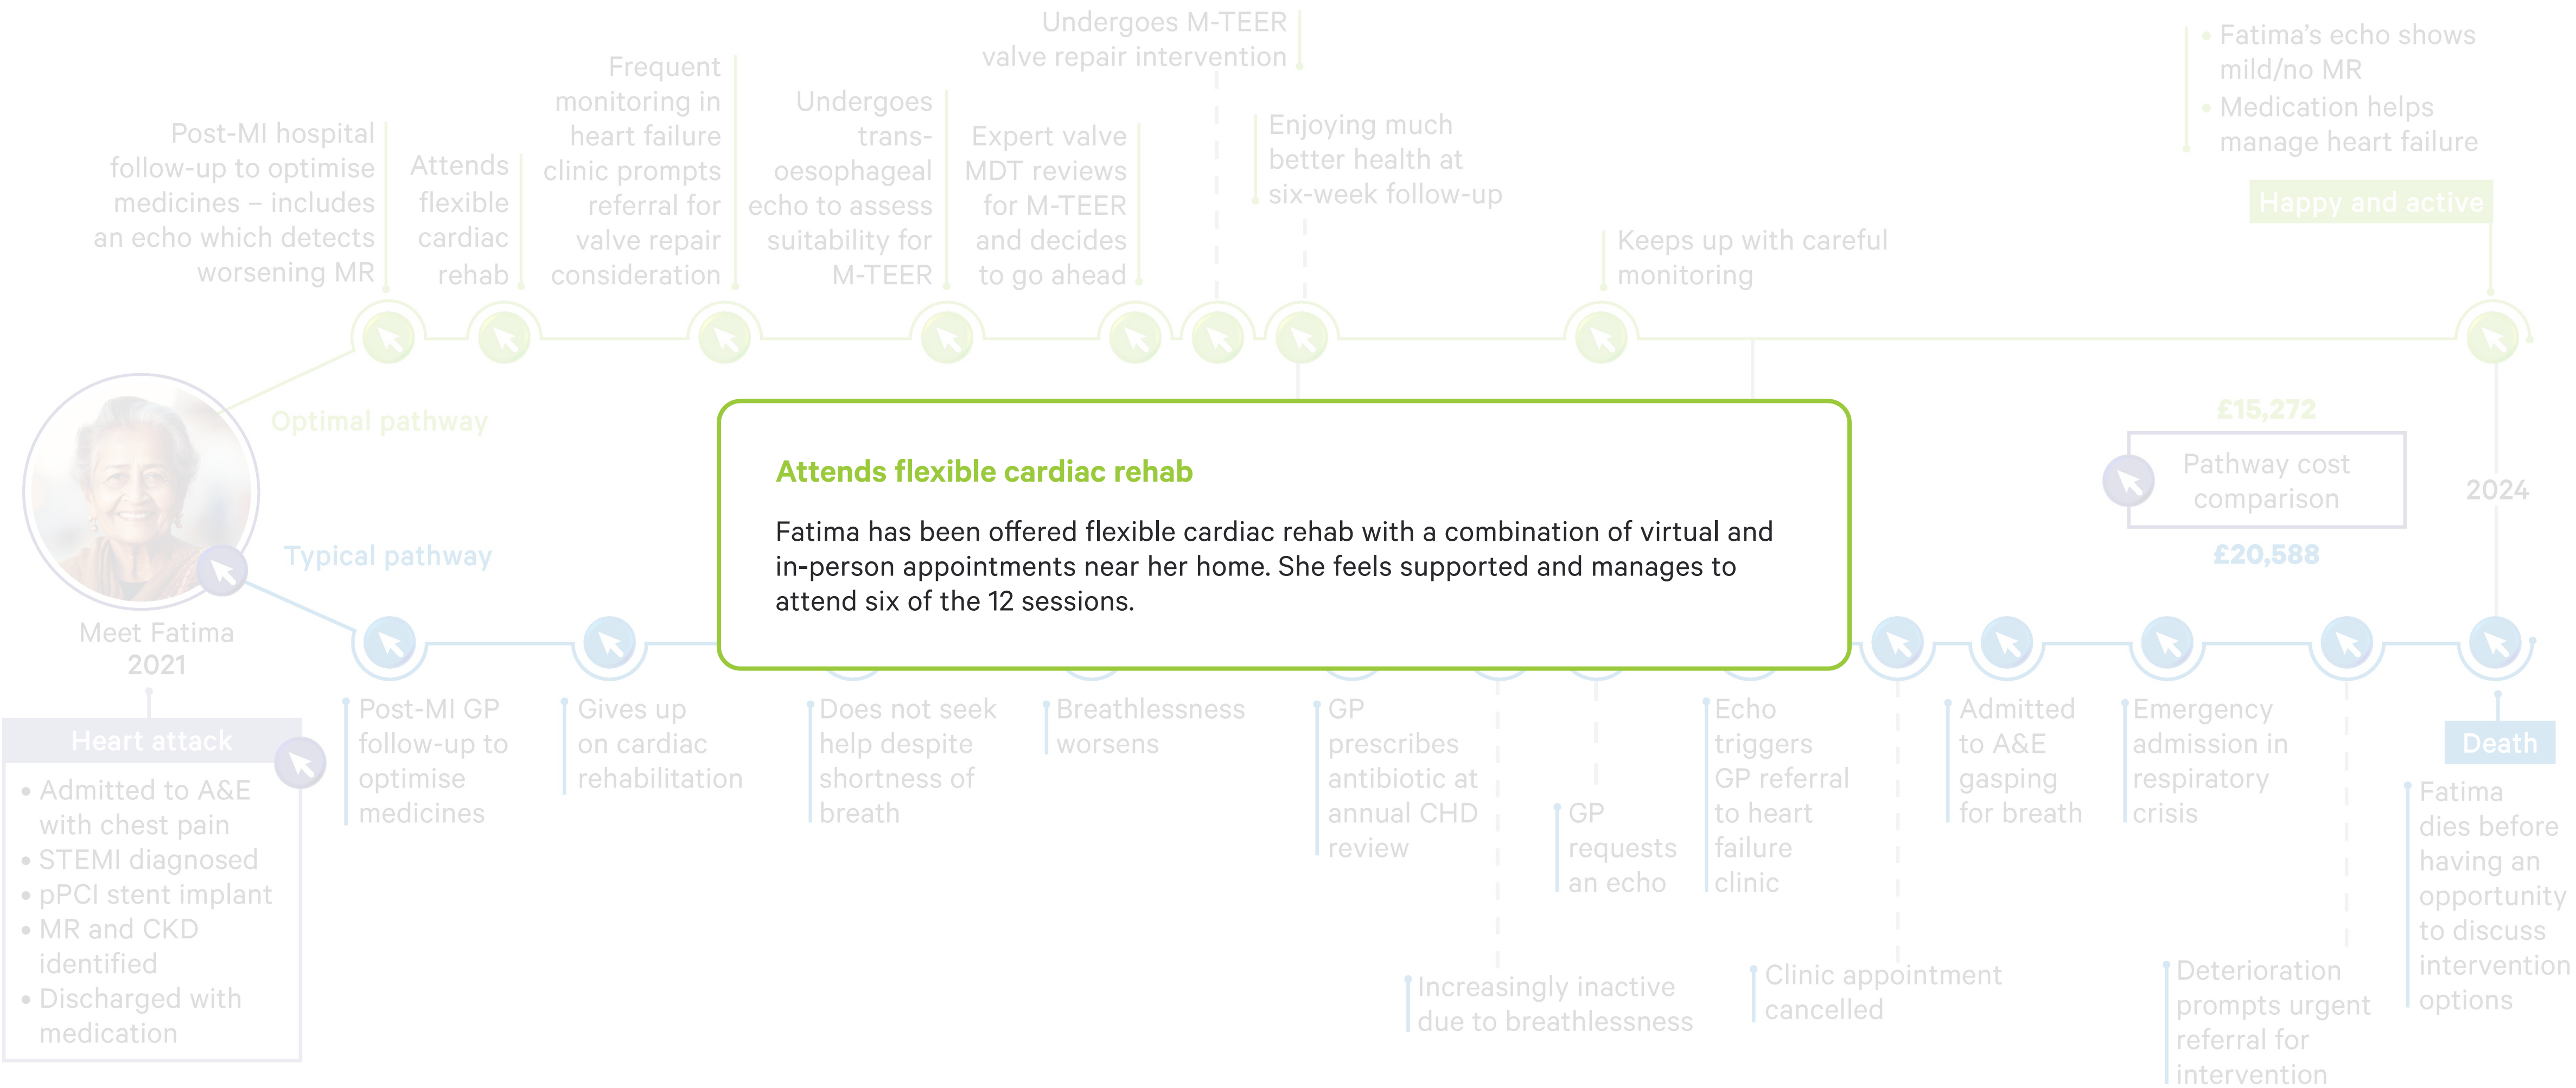 Undergoes M-TEER
valve repair intervention
• Fatima’s echo shows
mild/no MR
• Medication helps
manage heart failure
Happy and active
Post-MI hospital
follow-up to optimise
medicines – includes
an echo which detects
worsening MR
Attends
flexible
cardiac
rehab
Frequent
monitoring in
heart failure
clinic prompts
referral for
valve repair
consideration
Undergoes
trans-
oesophageal
echo to assess
suitability for
M-TEER
Expert valve
MDT reviews
for M-TEER
and decides
to go ahead
Enjoying much
better health at
six-week follow-up
Keeps up with careful
monitoring
Optimal pathway
Typical pathway
Meet Fatima
2021
Attends flexible cardiac rehab
Fatima has been offered flexible cardiac rehab with a combination of virtual and
in-person appointments near her home. She feels supported and manages to
attend six of the 12 sessions.
£15,272
Pathway cost
comparison
£20,588
2024
Heart attack
• Admitted to A&E
with chest pain
• STEMI diagnosed
• pPCI stent implant
• MR and CKD
identified
• Discharged with
medication
Post-MI GP
follow-up to
optimise
medicines
Gives up
on cardiac
rehabilitation
Does not seek
help despite
shortness of
breath
Breathlessness
worsens
GP
prescribes
antibiotic at
annual CHD
review
Increasingly inactive
due to breathlessness
GP
requests
an echo
Echo
triggers
GP referral
to heart
failure
clinic
Clinic appointment
cancelled
Admitted
to A&E
gasping
for breath
Emergency
admission in
respiratory
crisis
Deterioration
prompts urgent
referral for
intervention
Death
Fatima
dies before
having an
opportunity
to discuss
intervention
options